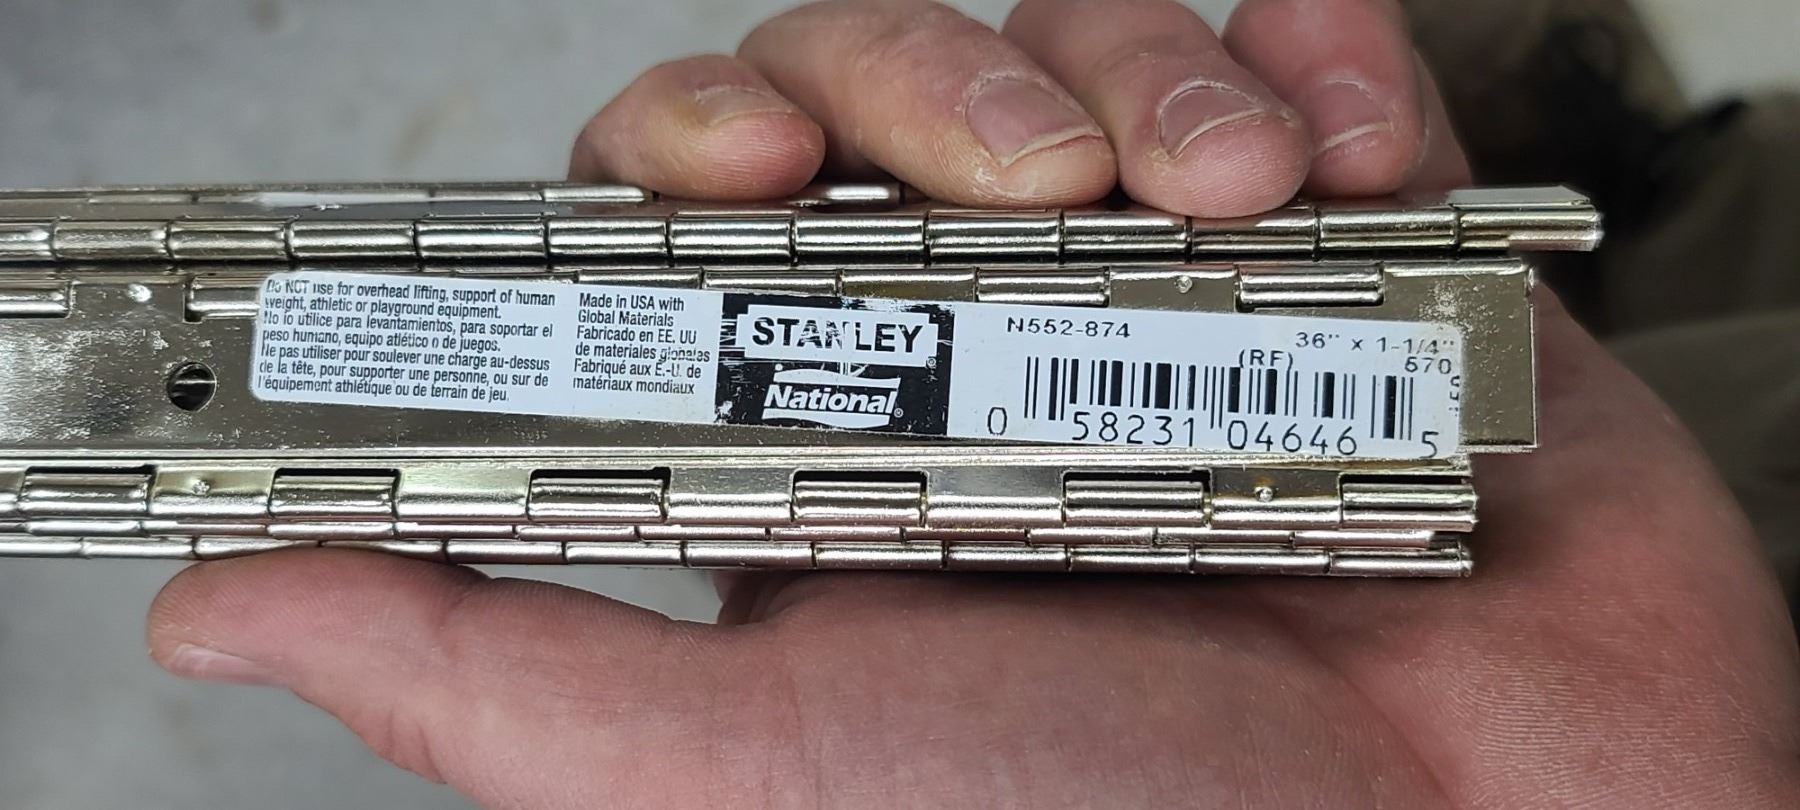 Do NOT use for overhead lifting, support of human
weight, athletic or playground equipment.
No lo utilice para levantamientos, para soportar el
peso humano, equipo atlético o de juegos.
Ne pas utiliser pour soulever une charge au-dessus
de la tête, pour supporter une personne, ou sur de
l'équipement athlétique ou de terrain de jeu.
Made in USA with
Global Materials
Fabricado en EE. UU
de materiales globales
Fabriqué aux É.-U. de
matériaux mondiaux
STANLEY
National®
N552-874
36" x 1-1/4"
(RF)
570
0 58231 04646 5